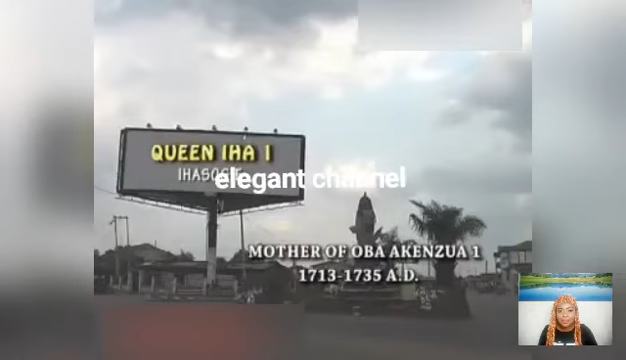 QUEEN IHA I
elegant channel
MOTHER OF OBA AKENZUA 1
1713-1735 A.D.